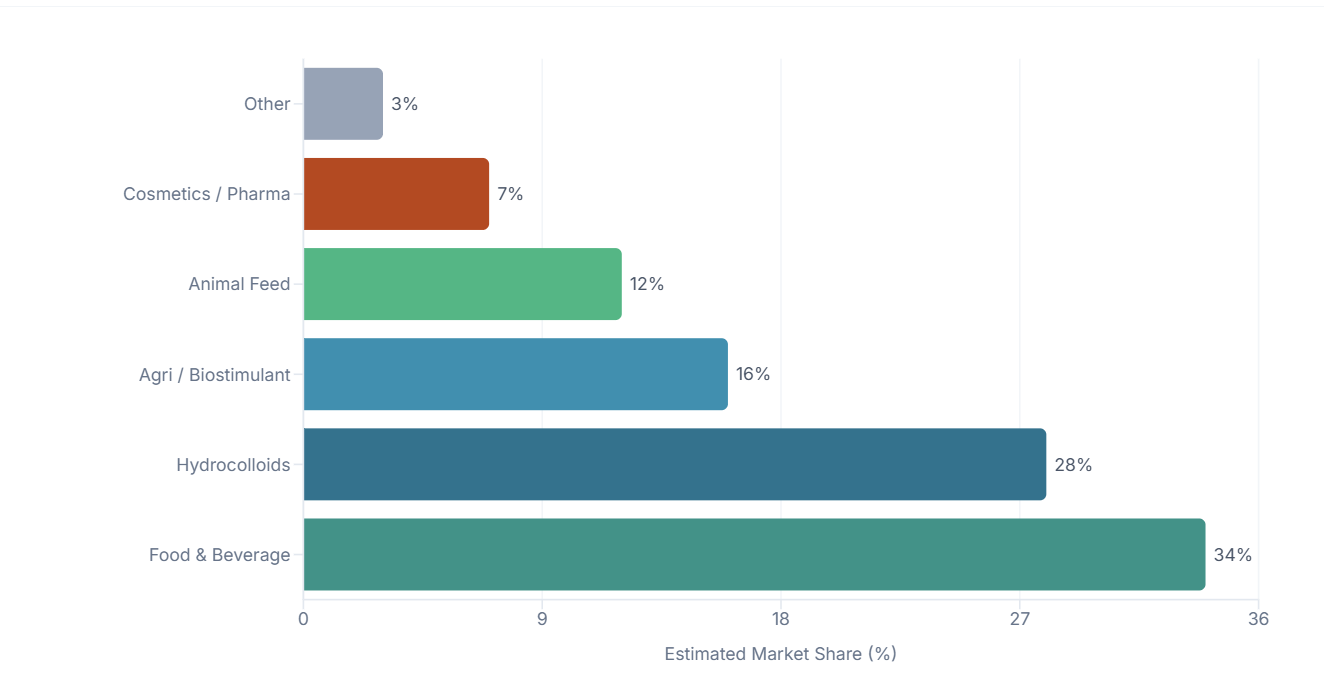 Other 3%
Cosmetics / Pharma 7%
Animal Feed 12%
Agri / Biostimulant 16%
Hydrocolloids 28%
Food & Beverage 34%
0 9 18 27 36
Estimated Market Share (%)